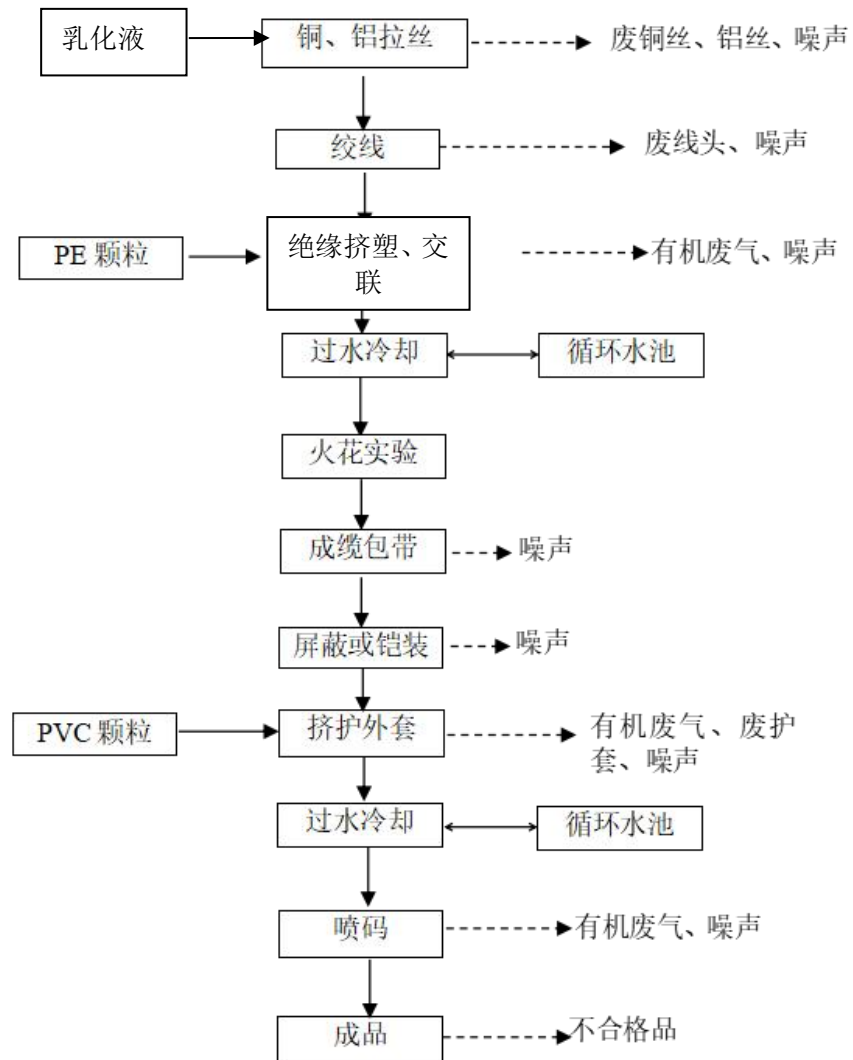 乳化液
铜、铝拉丝
废铜丝、铝丝、噪声
绞线
废线头、噪声
PE 颗粒
绝缘挤塑、交
联
有机废气、噪声
过水冷却
循环水池
火花实验
成缆包带
噪声
屏蔽或铠装
噪声
PVC 颗粒
挤护外套
有机废气、废护
套、噪声
过水冷却
循环水池
喷码
有机废气、噪声
成品
不合格品